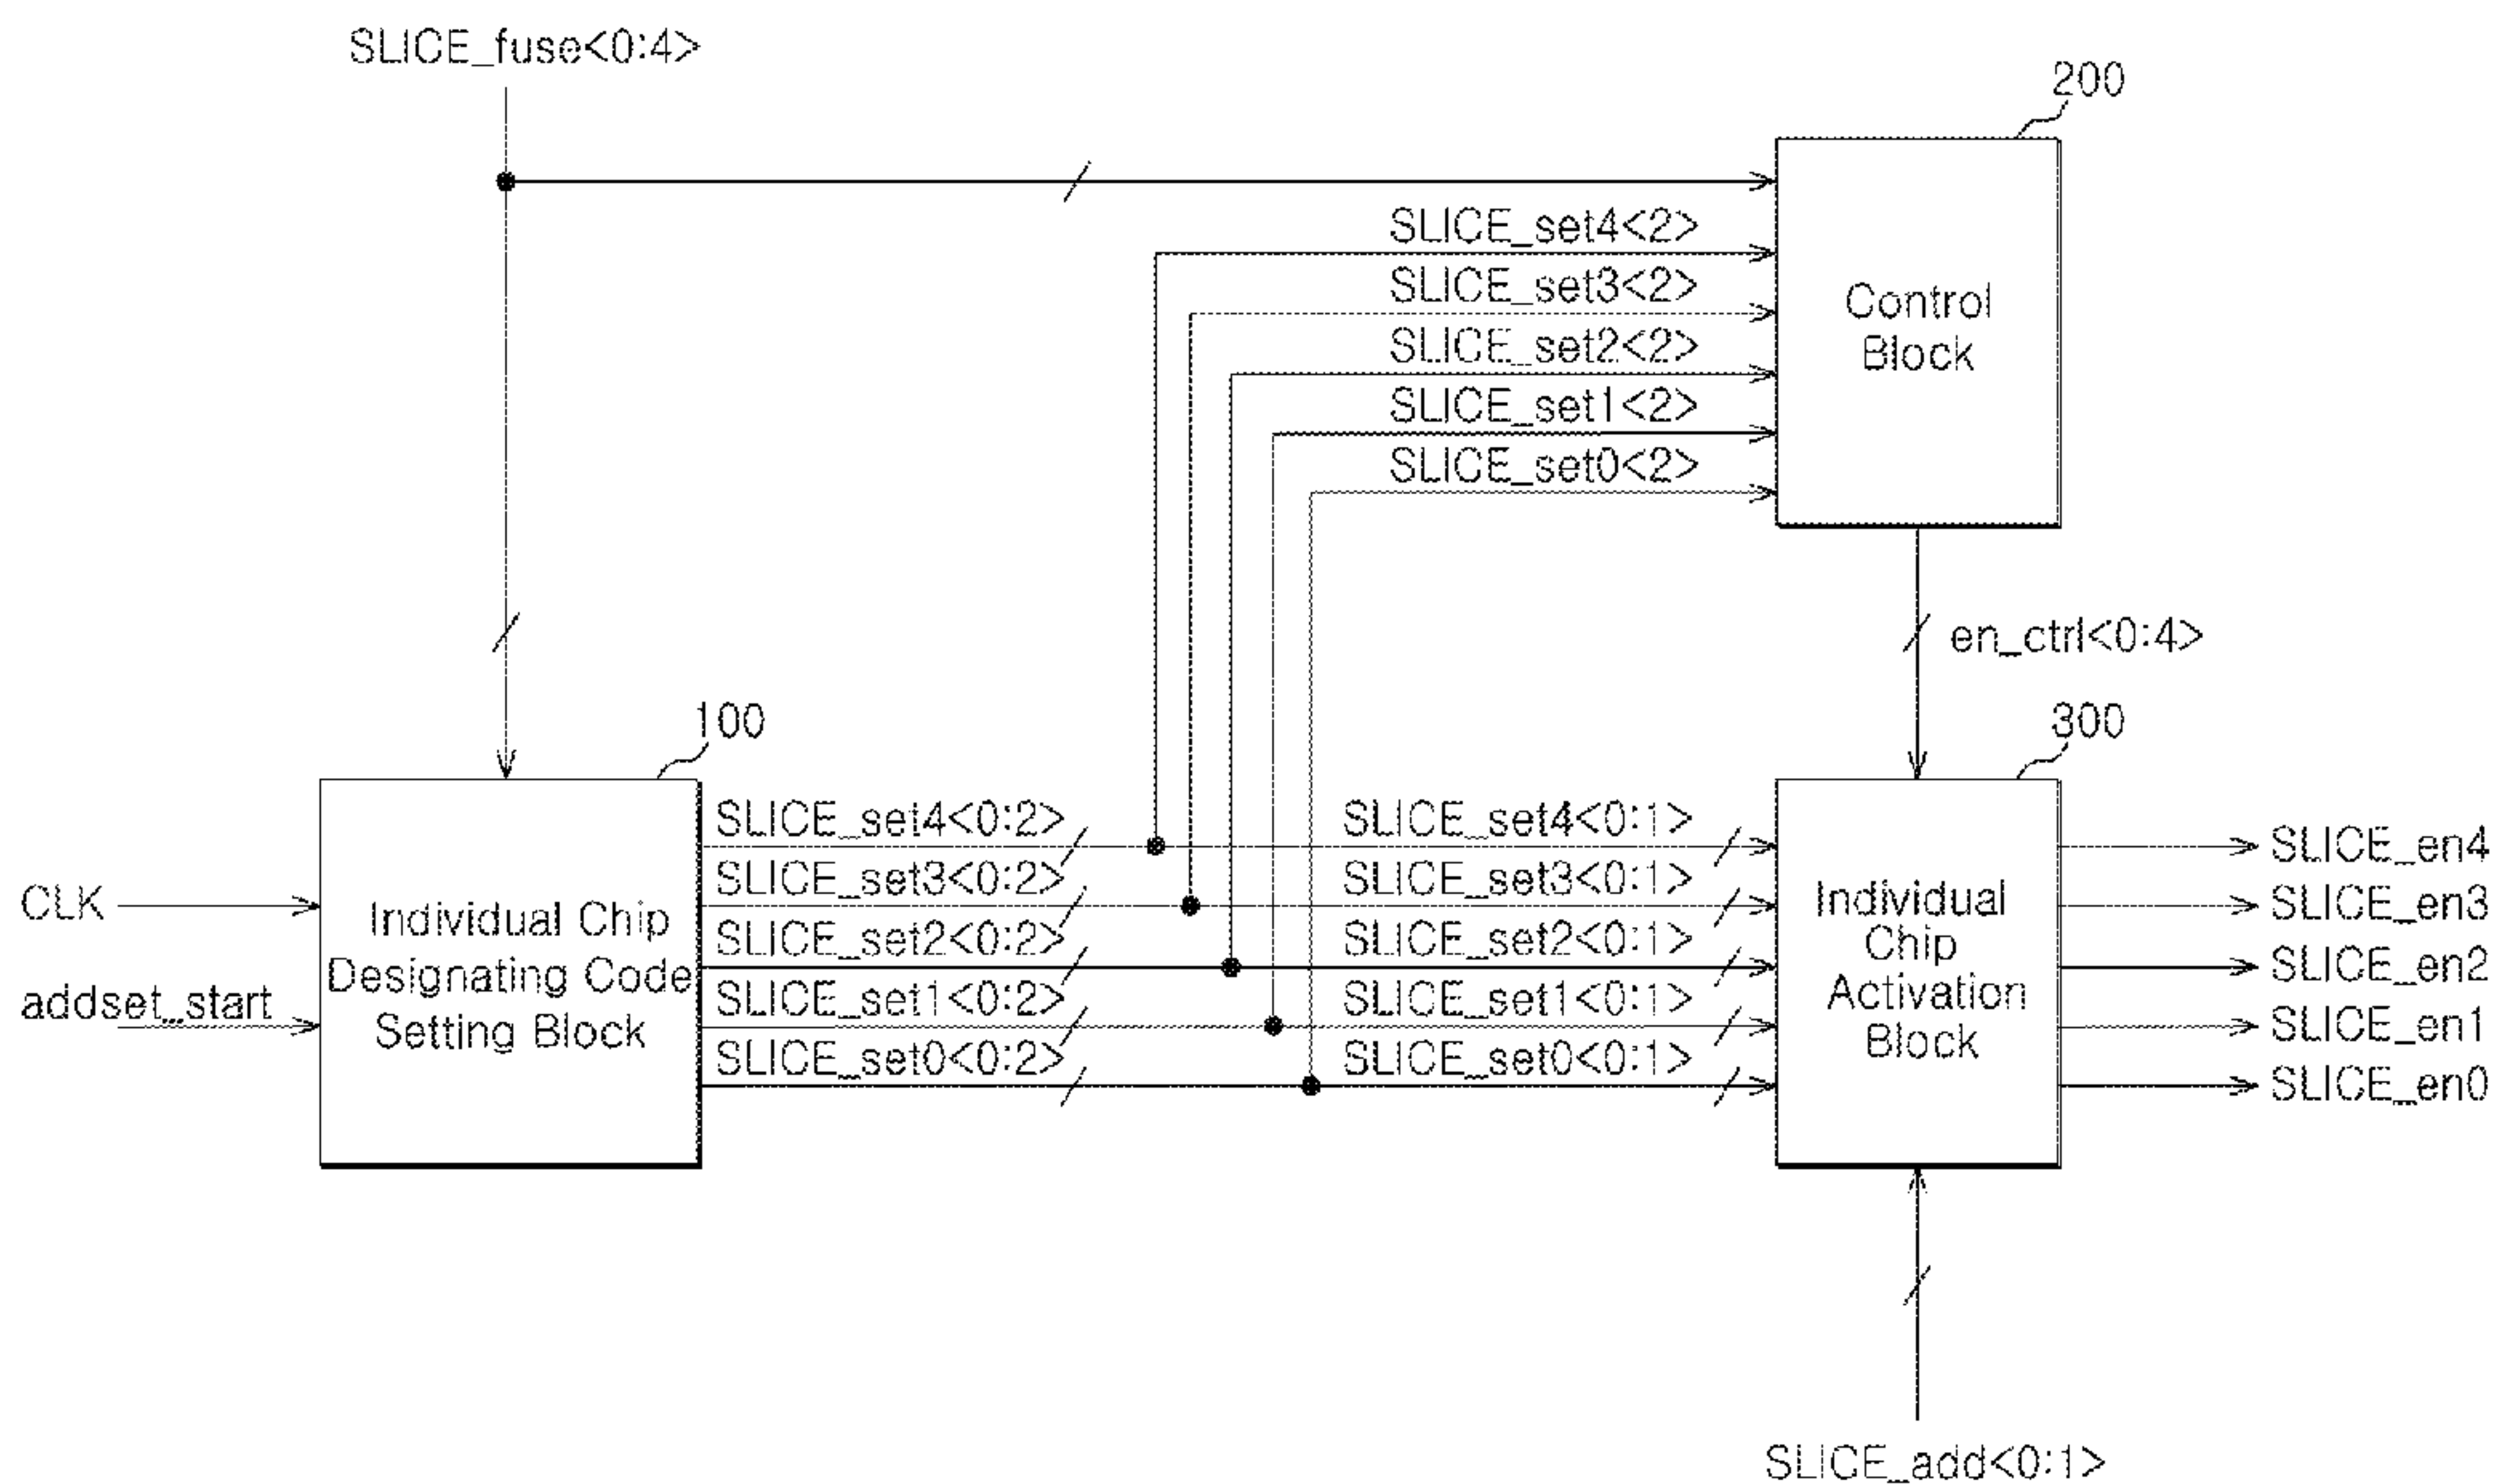 SLICE_fuse<0:4>
200
SLICE_set4<2>
SLICE_set3<2>
SLICE_set2<2>
SLICE_set1<2>
SLICE_set0<2>
Control
Block
en_ctrl<0:4>
100
300
CLK
addset_start
Individual Chip
Designating Code
Setting Block
SLICE_set4<0:2>
SLICE_set3<0:2>
SLICE_set2<0:2>
SLICE_set1<0:2>
SLICE_set0<0:2>
SLICE_set4<0:1>
SLICE_set3<0:1>
SLICE_set2<0:1>
SLICE_set1<0:1>
SLICE_set0<0:1>
Individual
Chip
Activation
Block
SLICE_en4
SLICE_en3
SLICE_en2
SLICE_en1
SLICE_en0
SLICE_add<0:1>